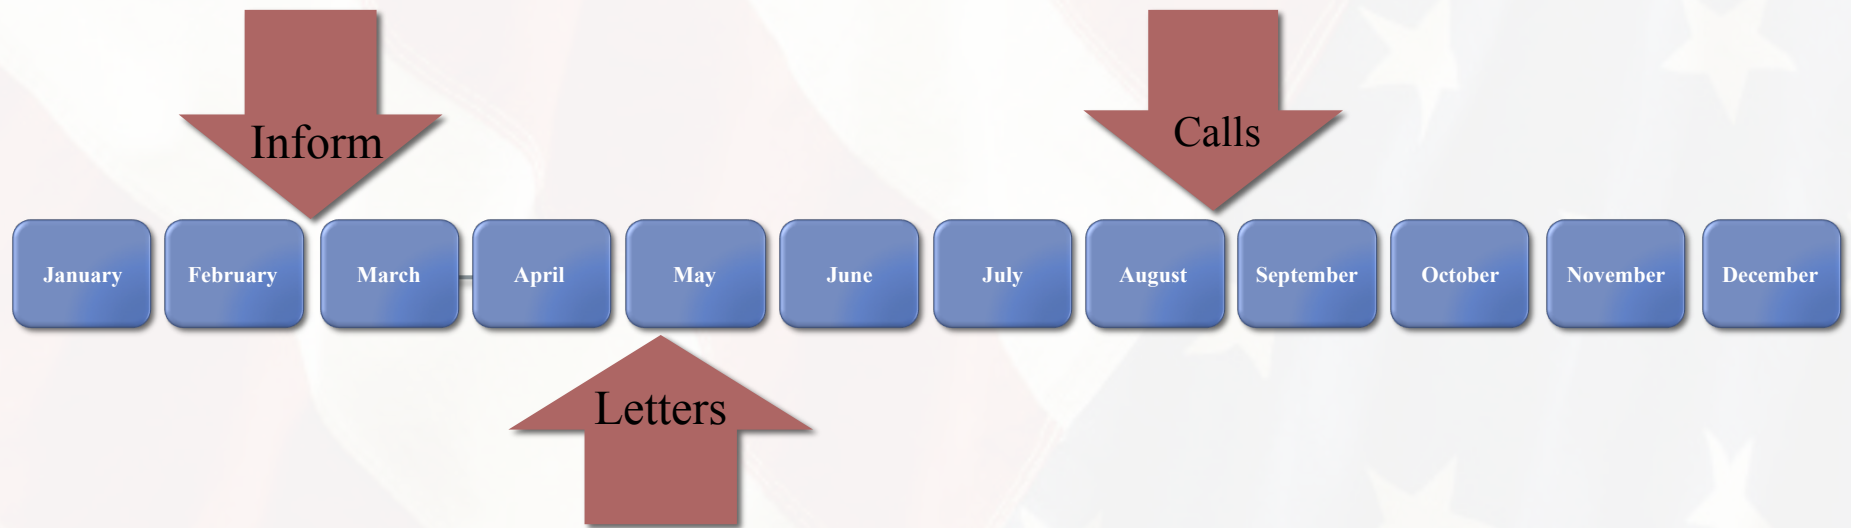 Inform
Calls
January February March April May June July August September October November December
Letters